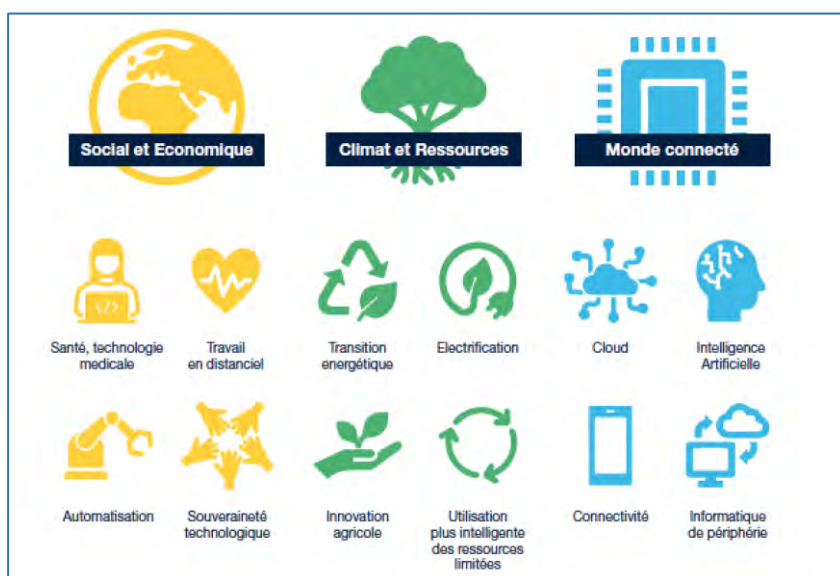 Social et Economique
Climat et Ressources
Monde connecté
</>
Santé, technologie
medicale
Travail
en distanciel
Transition
energétique
Electrification
Cloud
Intelligence
Artificielle
Automatisation
Souveraineté
technologique
Innovation
agricole
Utilisation
plus intelligente
des ressources
limitées
Connectivité
Informatique
de périphérie